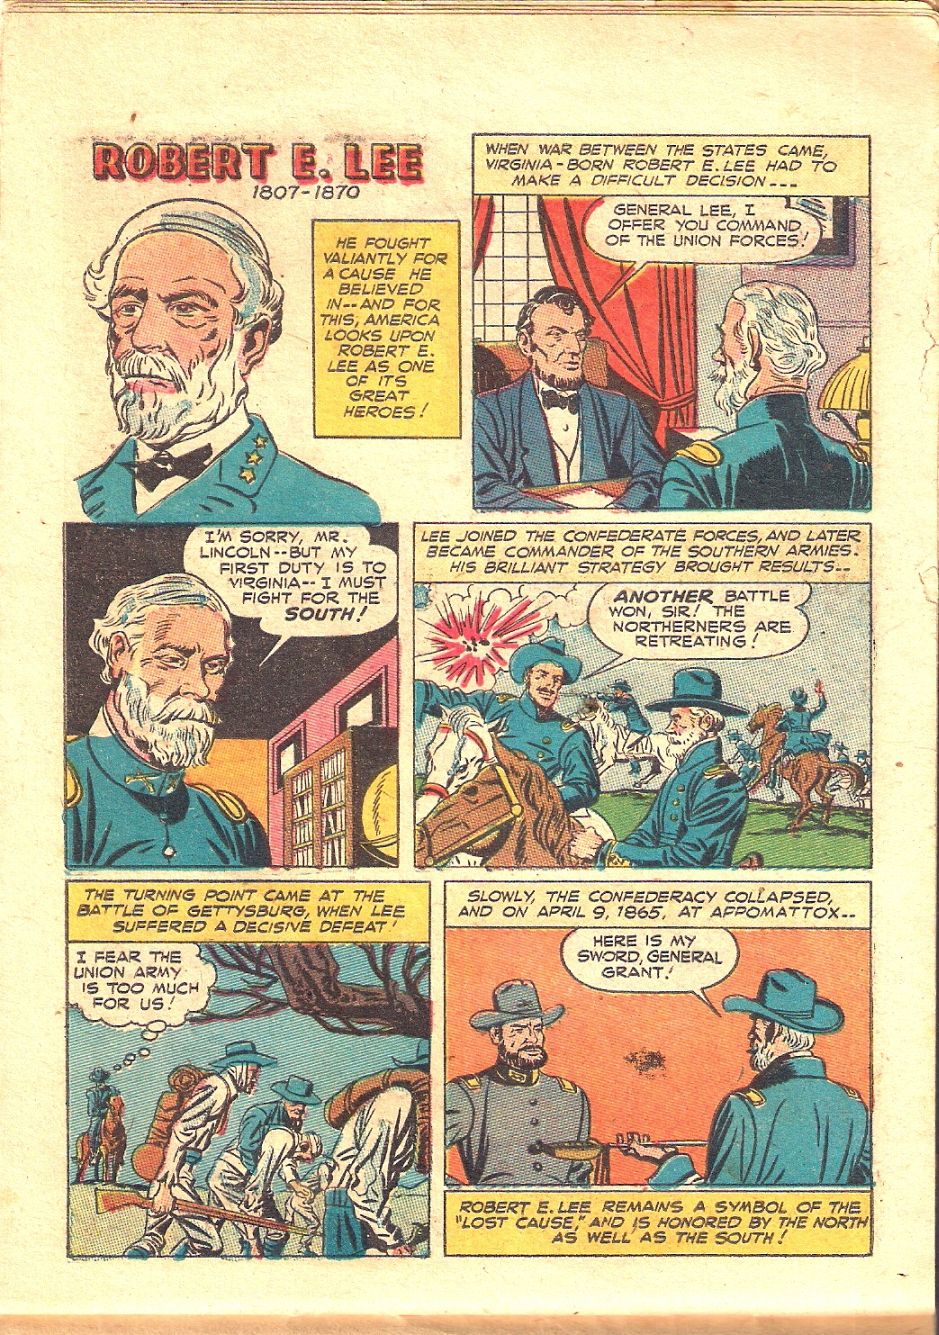 ROBERT E. LEE
1807-1870
HE FOUGHT
VALIANTLY FOR
A CAUSE HE
BELIEVED
IN--AND FOR
THIS, AMERICA
LOOKS UPON
ROBERT E.
LEE AS ONE
OF ITS
GREAT
HEROES!
WHEN WAR BETWEEN THE STATES CAME,
VIRGINIA-BORN ROBERT E. LEE HAD TO
MAKE A DIFFICULT DECISION---
GENERAL LEE, I
OFFER YOU COMMAND
OF THE UNION FORCES!
I'M SORRY, MR.
LINCOLN--BUT MY
FIRST DUTY IS TO
VIRGINIA--I MUST
FIGHT FOR THE
SOUTH!
LEE JOINED THE CONFEDERATE FORCES, AND LATER
BECAME COMMANDER OF THE SOUTHERN ARMIES.
HIS BRILLIANT STRATEGY BROUGHT RESULTS--
ANOTHER BATTLE
WON, SIR! THE
NORTHERNERS ARE
RETREATING!
THE TURNING POINT CAME AT THE
BATTLE OF GETTYSBURG, WHEN LEE
SUFFERED A DECISIVE DEFEAT!
I FEAR THE
UNION ARMY
IS TOO MUCH
FOR US!
SLOWLY, THE CONFEDERACY COLLAPSED,
AND ON APRIL 9, 1865, AT APPOMATTOX--
HERE IS MY
SWORD, GENERAL
GRANT!
ROBERT E. LEE REMAINS A SYMBOL OF THE
"LOST CAUSE," AND IS HONORED BY THE NORTH
AS WELL AS THE SOUTH!